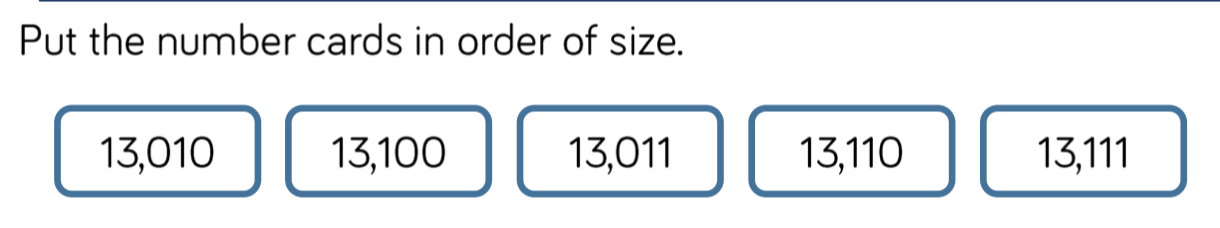 Put the number cards in order of size.
13,010 13,100 13,011 13,110 13,111